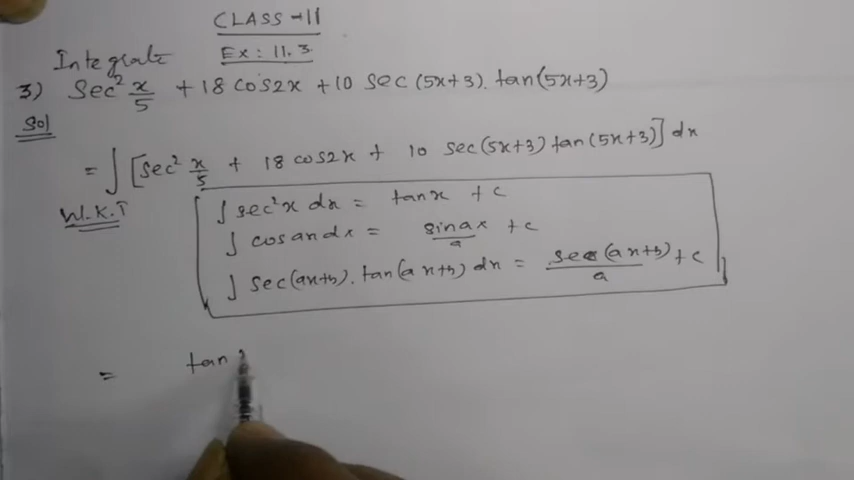 CLASS-11
Ex: 11.3
Integrate
3) sec² x/5 + 18 cos2x + 10 sec(5x+3). tan(5x+3)
Sol
= ∫ [sec² x/5 + 18 cos2x + 10 sec(5x+3) tan(5x+3)] dx
W.K.T
∫ sec²x dx = tanx + c
∫ cosax dx = sinax/a + c
∫ sec(ax+b). tan(ax+b) dx = sec(ax+b)/a + c
= tan